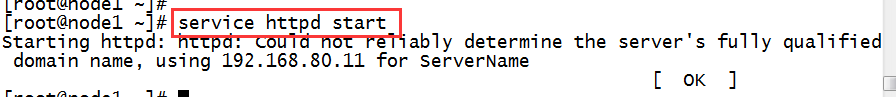 [root@node1 ~]#
[root@node1 ~]# service httpd start
Starting httpd: httpd: Could not reliably determine the server's fully qualified
domain name, using 192.168.80.11 for ServerName
[ OK ]
[root@node1 ~]#